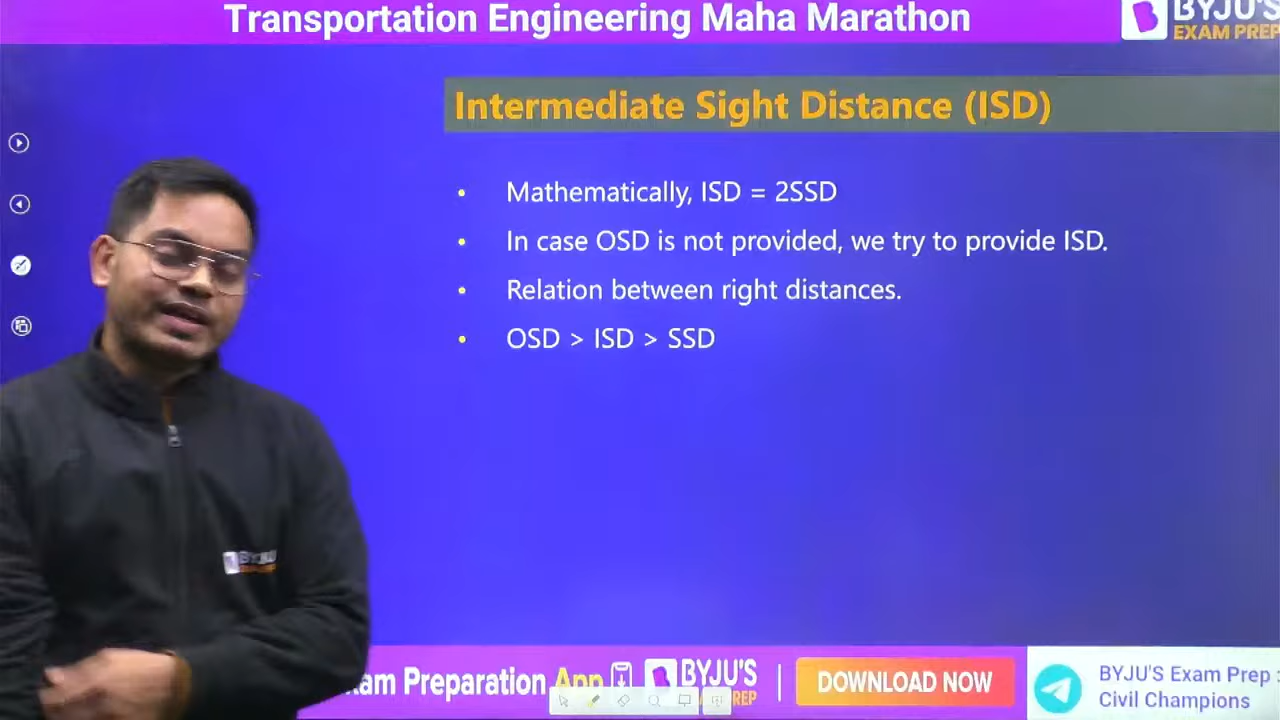 Transportation Engineering Maha Marathon
BYJU'S
EXAM PREP
Intermediate Sight Distance (ISD)
• Mathematically, ISD = 2SSD
• In case OSD is not provided, we try to provide ISD.
• Relation between right distances.
• OSD > ISD > SSD
Exam Preparation App
BYJU'S
DOWNLOAD NOW
BYJU'S Exam Prep :
Civil Champions